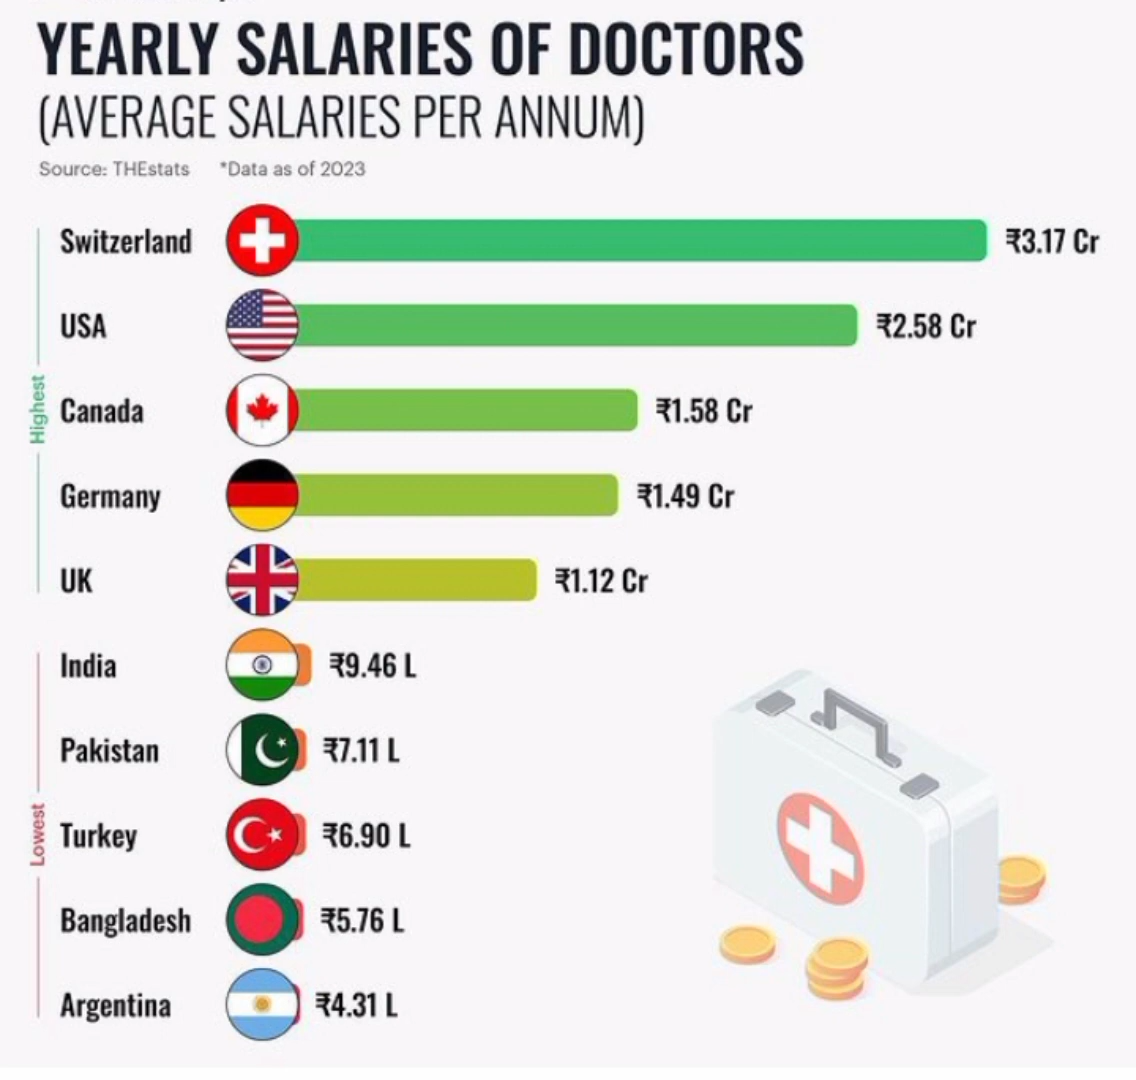 YEARLY SALARIES OF DOCTORS
(AVERAGE SALARIES PER ANNUM)
Source: THEstats *Data as of 2023
Highest
Switzerland ₹3.17 Cr
USA ₹2.58 Cr
Canada ₹1.58 Cr
Germany ₹1.49 Cr
UK ₹1.12 Cr
Lowest
India ₹9.46 L
Pakistan ₹7.11 L
Turkey ₹6.90 L
Bangladesh ₹5.76 L
Argentina ₹4.31 L